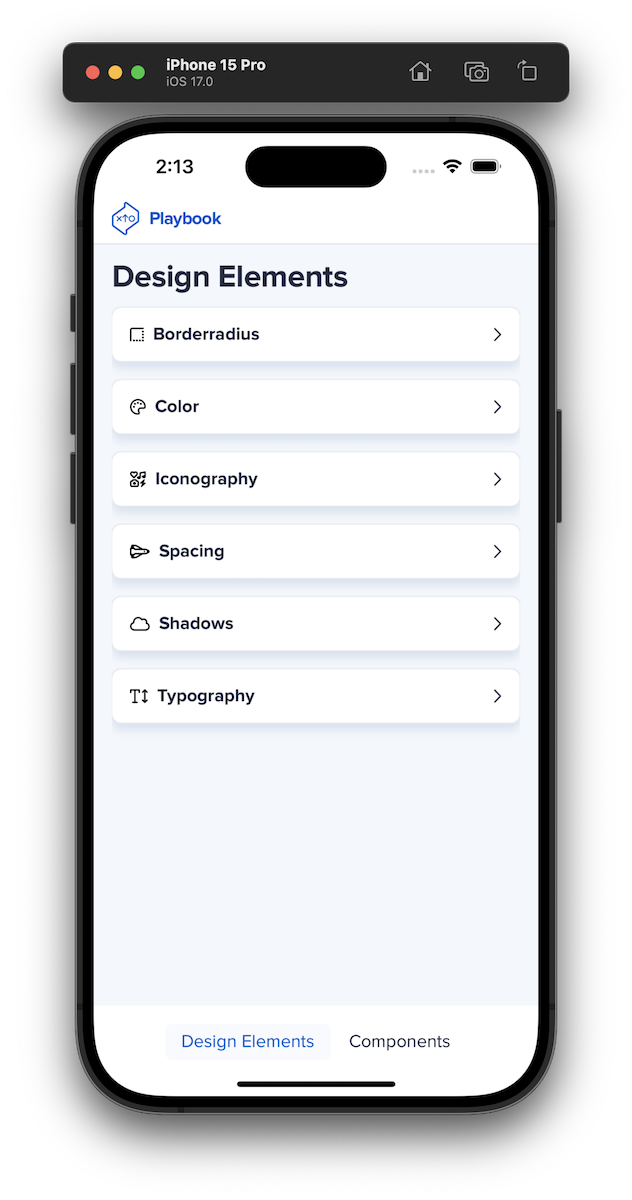 iPhone 15 Pro
iOS 17.0
2:13
Playbook
Design Elements
Borderradius
Color
Iconography
Spacing
Shadows
Typography
Design Elements Components